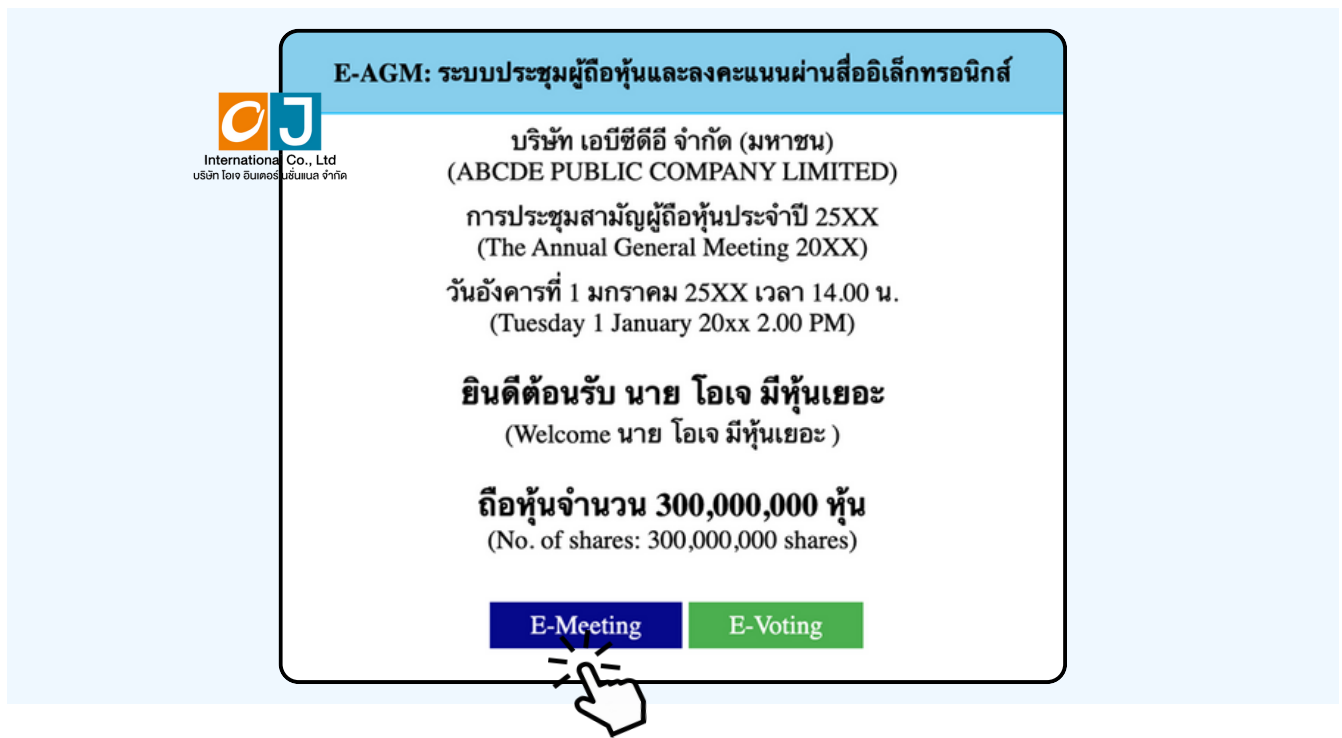 E-AGM: ระบบประชุมผู้ถือหุ้นและลงคะแนนผ่านสื่ออิเล็กทรอนิกส์
OJ
International Co., Ltd
บริษัท โอเจ อินเตอร์เนชั่นแนล จำกัด
บริษัท เอบีซีดีอี จำกัด (มหาชน)
(ABCDE PUBLIC COMPANY LIMITED)
การประชุมสามัญผู้ถือหุ้นประจำปี 25XX
(The Annual General Meeting 20XX)
วันอังคารที่ 1 มกราคม 25XX เวลา 14.00 น.
(Tuesday 1 January 20xx 2.00 PM)
ยินดีต้อนรับ นาย โอเจ มีหุ้นเยอะ
(Welcome นาย โอเจ มีหุ้นเยอะ )
ถือหุ้นจำนวน 300,000,000 หุ้น
(No. of shares: 300,000,000 shares)
E-Meeting E-Voting